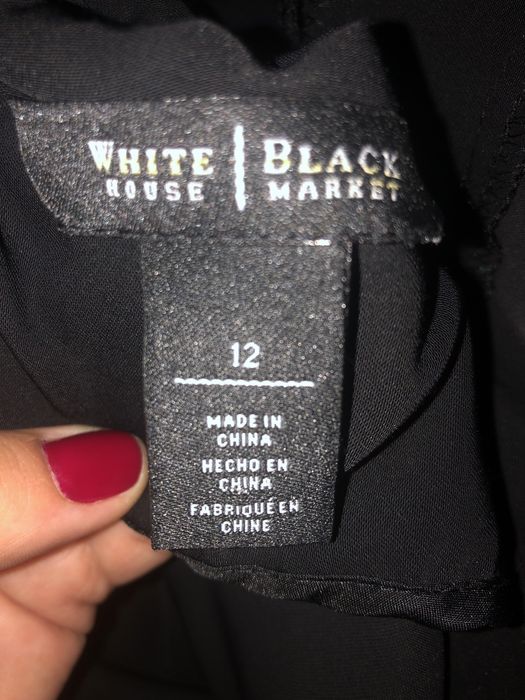 WHITE | BLACK
HOUSE | MARKET
12
MADE IN
CHINA
HECHO EN
CHINA
FABRIQUÉ EN
CHINE